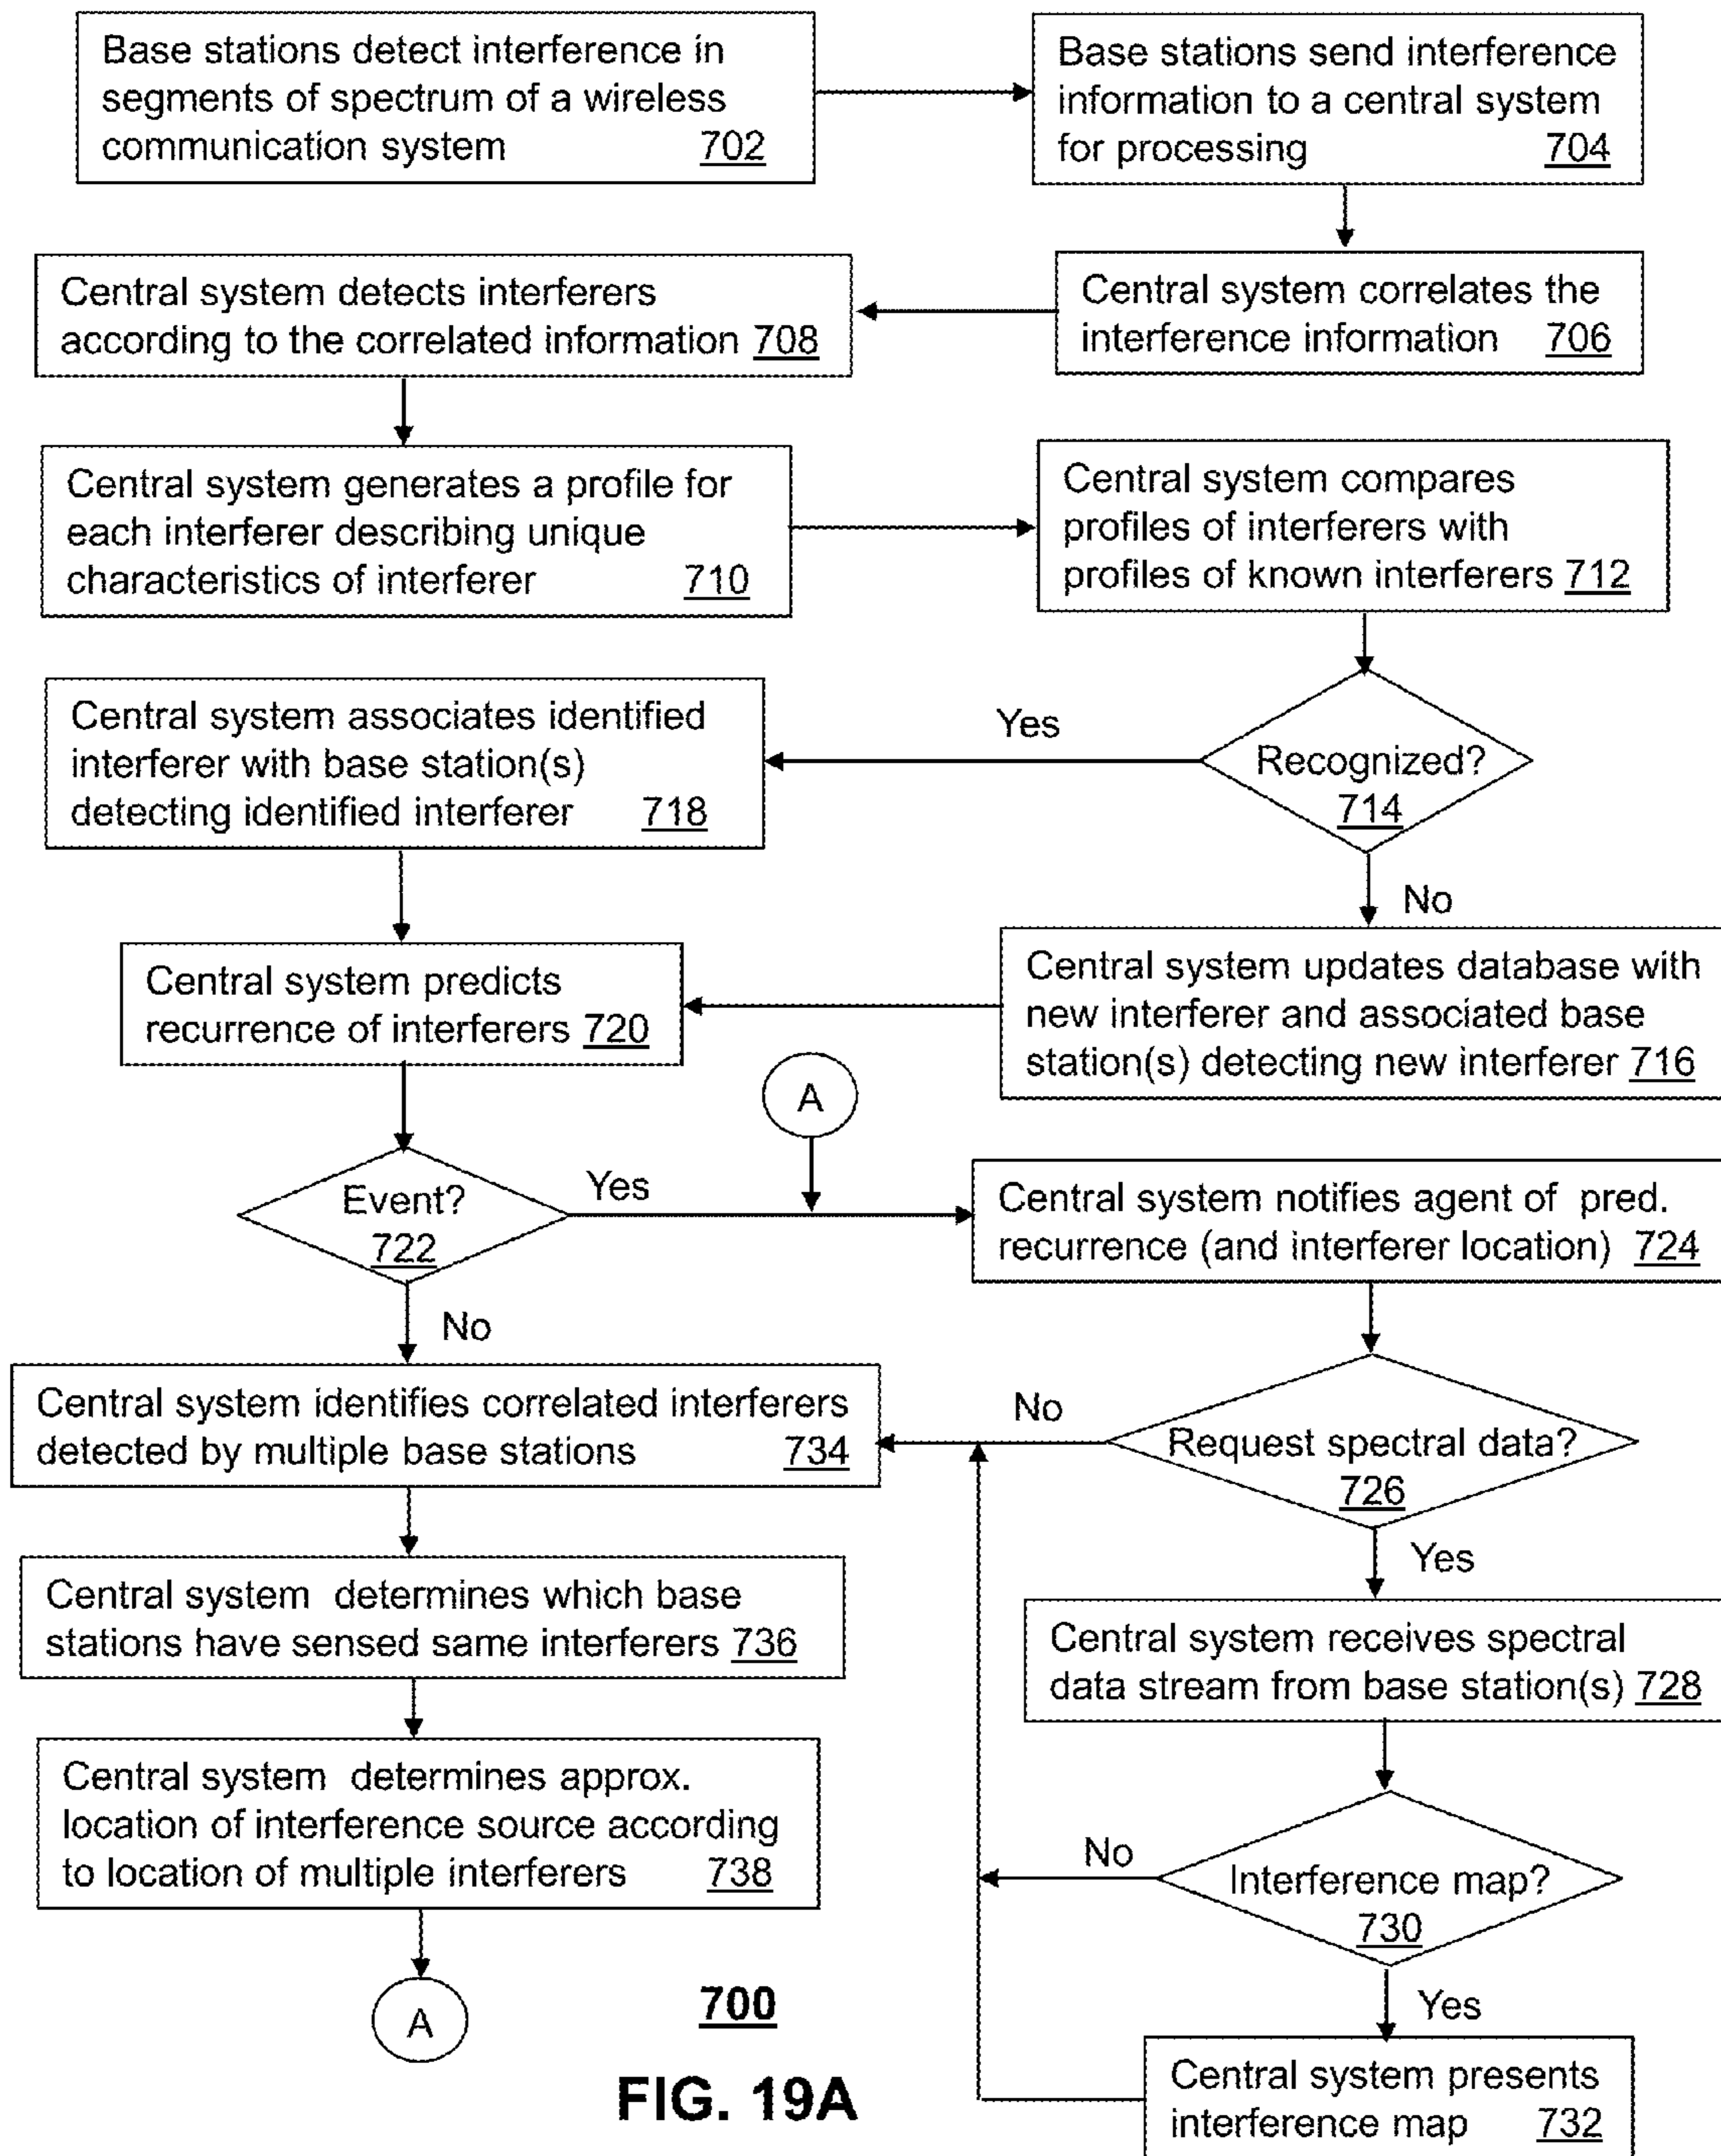 Base stations detect interference in
segments of spectrum of a wireless
communication system 702
Base stations send interference
information to a central system
for processing 704
Central system correlates the
interference information 706
Central system detects interferers
according to the correlated information 708
Central system generates a profile for
each interferer describing unique
characteristics of interferer 710
Central system compares
profiles of interferers with
profiles of known interferers 712
Recognized?
714
Yes
No
Central system associates identified
interferer with base station(s)
detecting identified interferer 718
Central system updates database with
new interferer and associated base
station(s) detecting new interferer 716
Central system predicts
recurrence of interferers 720
A
Event?
722
Yes
No
Central system notifies agent of pred.
recurrence (and interferer location) 724
Request spectral data?
726
No
Yes
Central system identifies correlated interferers
detected by multiple base stations 734
Central system determines which base
stations have sensed same interferers 736
Central system receives spectral
data stream from base station(s) 728
Central system determines approx.
location of interference source according
to location of multiple interferers 738
Interference map?
730
No
Yes
A
Central system presents
interference map 732
700
FIG. 19A